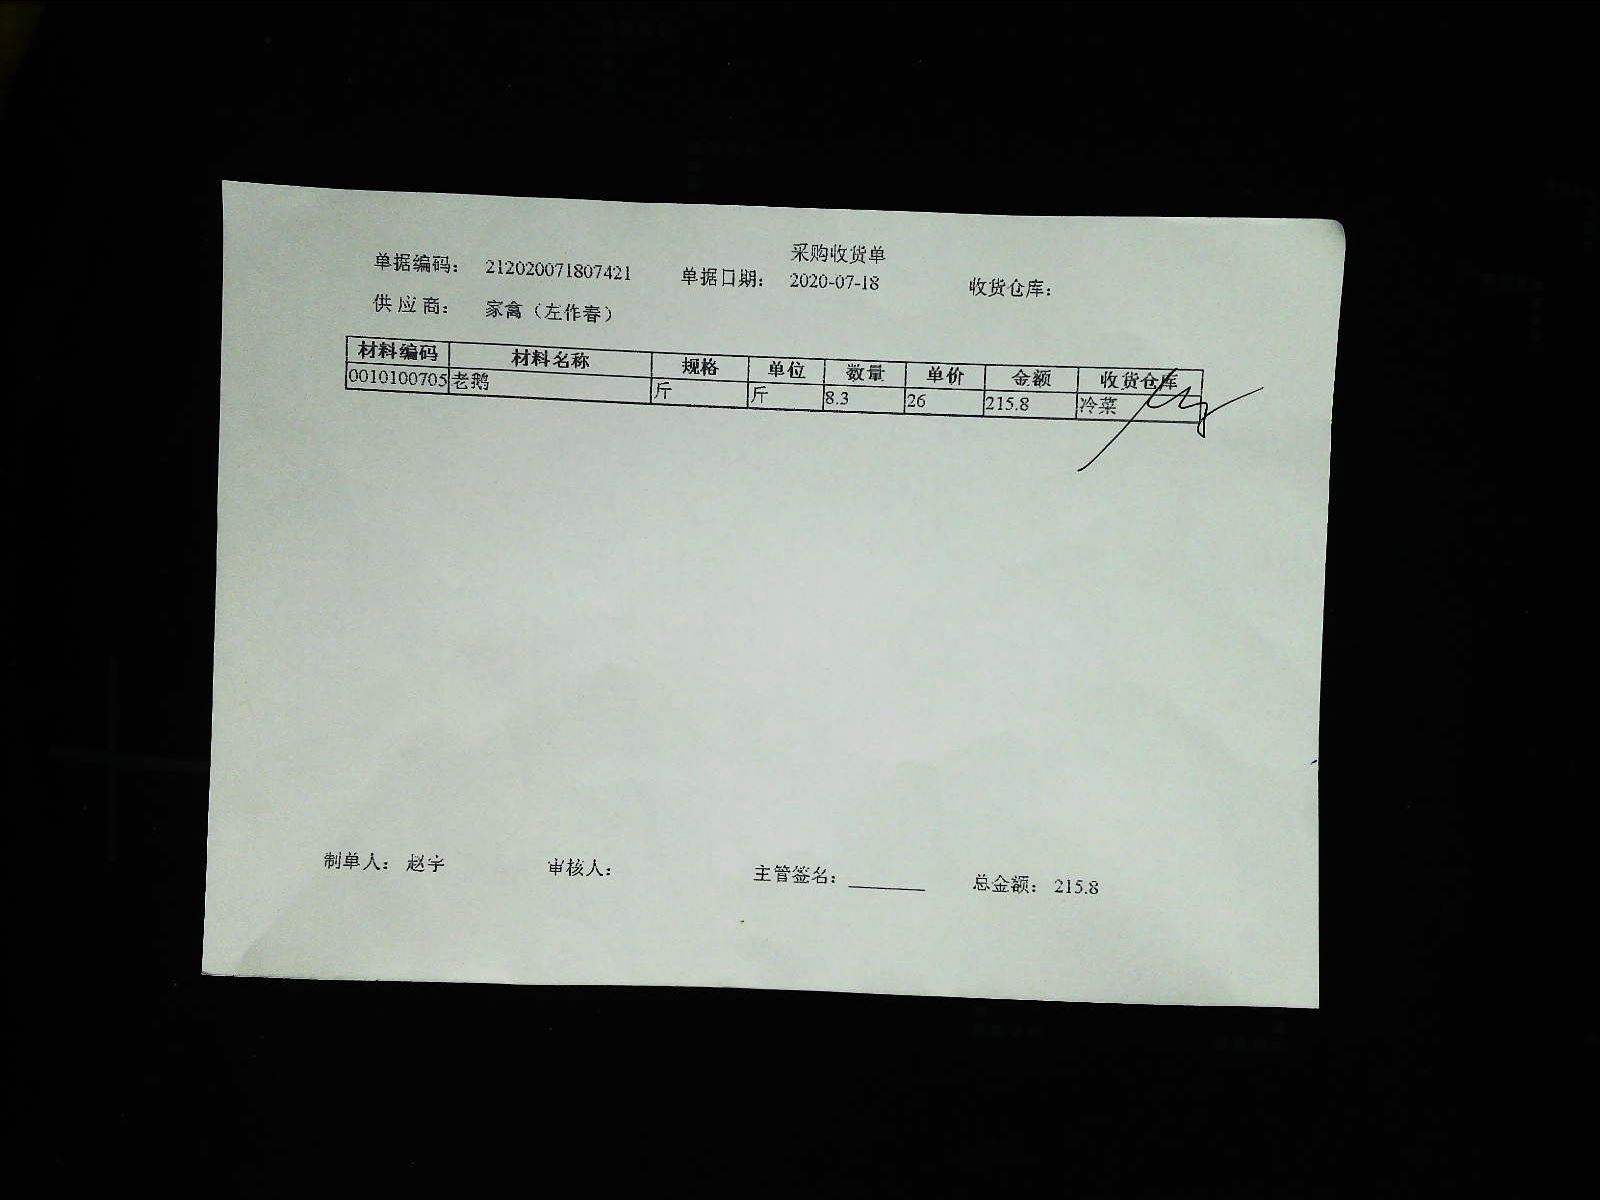 采购收货单
单据编码： 212020071807421 单据日期： 2020-07-18 收货仓库：
供应商： 家禽（左作春）
材料编码 材料名称 规格 单位 数量 单价 金额 收货仓库
0010100705 老鹅 斤 斤 8.3 26 215.8 冷菜
制单人： 赵宇 审核人： 主管签名： 总金额： 215.8